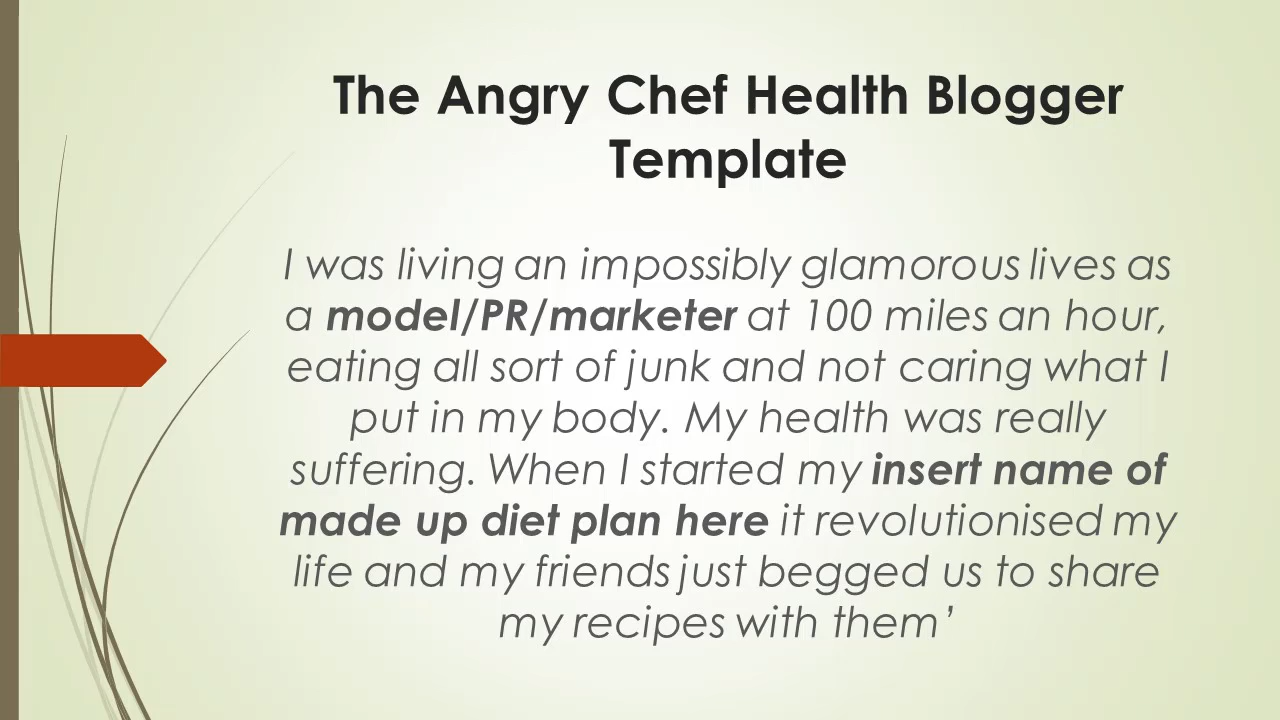 The Angry Chef Health Blogger
Template
I was living an impossibly glamorous lives as
a model/PR/marketer at 100 miles an hour,
eating all sort of junk and not caring what I
put in my body. My health was really
suffering. When I started my insert name of
made up diet plan here it revolutionised my
life and my friends just begged us to share
my recipes with them’